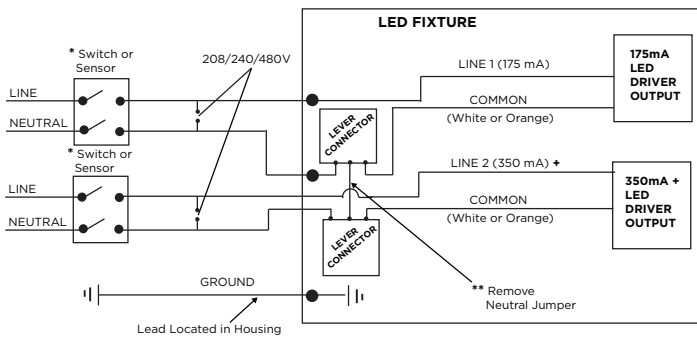 LED FIXTURE
* Switch or
Sensor
208/240/480V
LINE
NEUTRAL
LINE 1 (175 mA)
COMMON
(White or Orange)
175mA
LED
DRIVER
OUTPUT
LEVER
CONNECTOR
* Switch or
Sensor
LINE
NEUTRAL
LINE 2 (350 mA) +
COMMON
(White or Orange)
350mA +
LED
DRIVER
OUTPUT
LEVER
CONNECTOR
GROUND
** Remove
Neutral Jumper
Lead Located in Housing